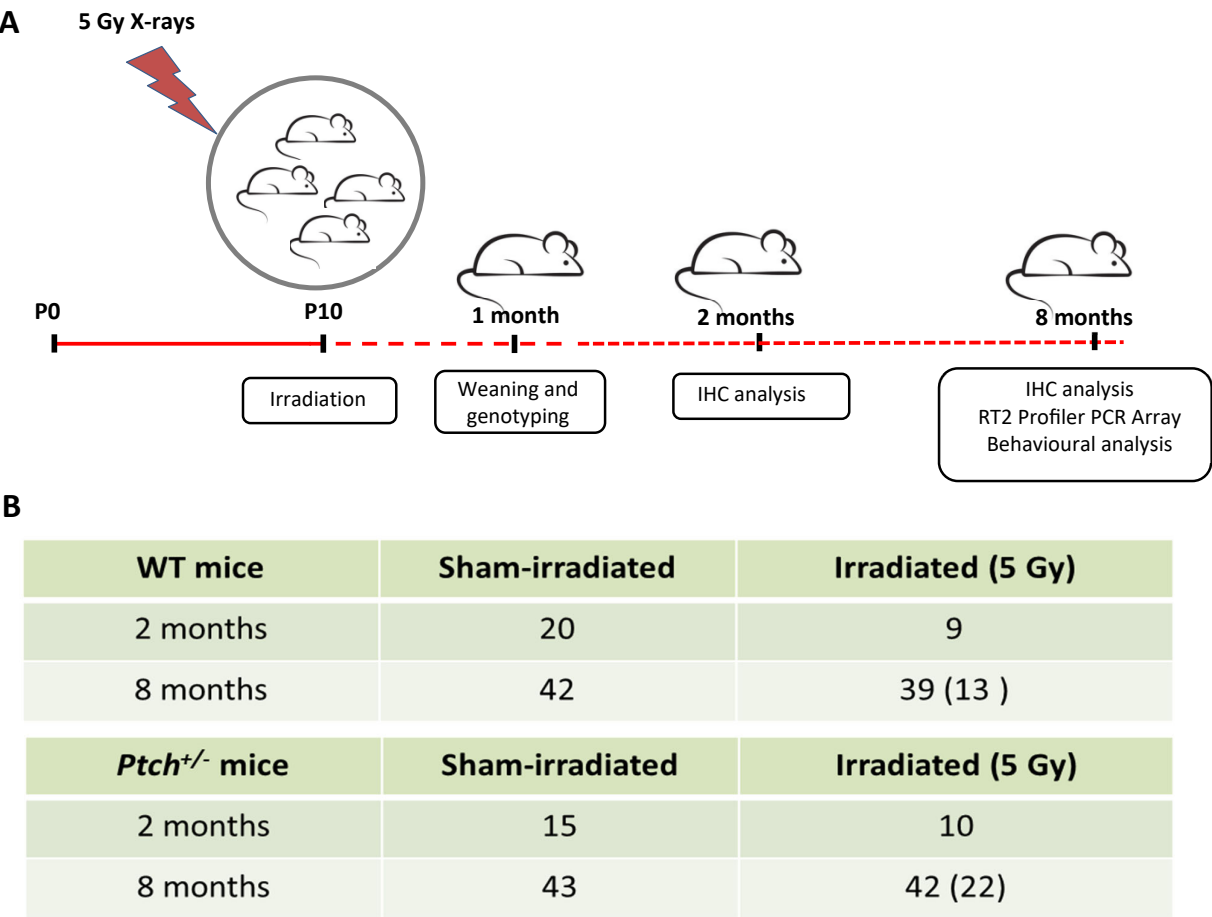 A
5 Gy X-rays
P0
P10
1 month
2 months
8 months
Irradiation
Weaning and
genotyping
IHC analysis
IHC analysis
RT2 Profiler PCR Array
Behavioural analysis
B
WT mice Sham-irradiated Irradiated (5 Gy)
2 months 20 9
8 months 42 39 (13 )
Ptch+/- mice Sham-irradiated Irradiated (5 Gy)
2 months 15 10
8 months 43 42 (22)